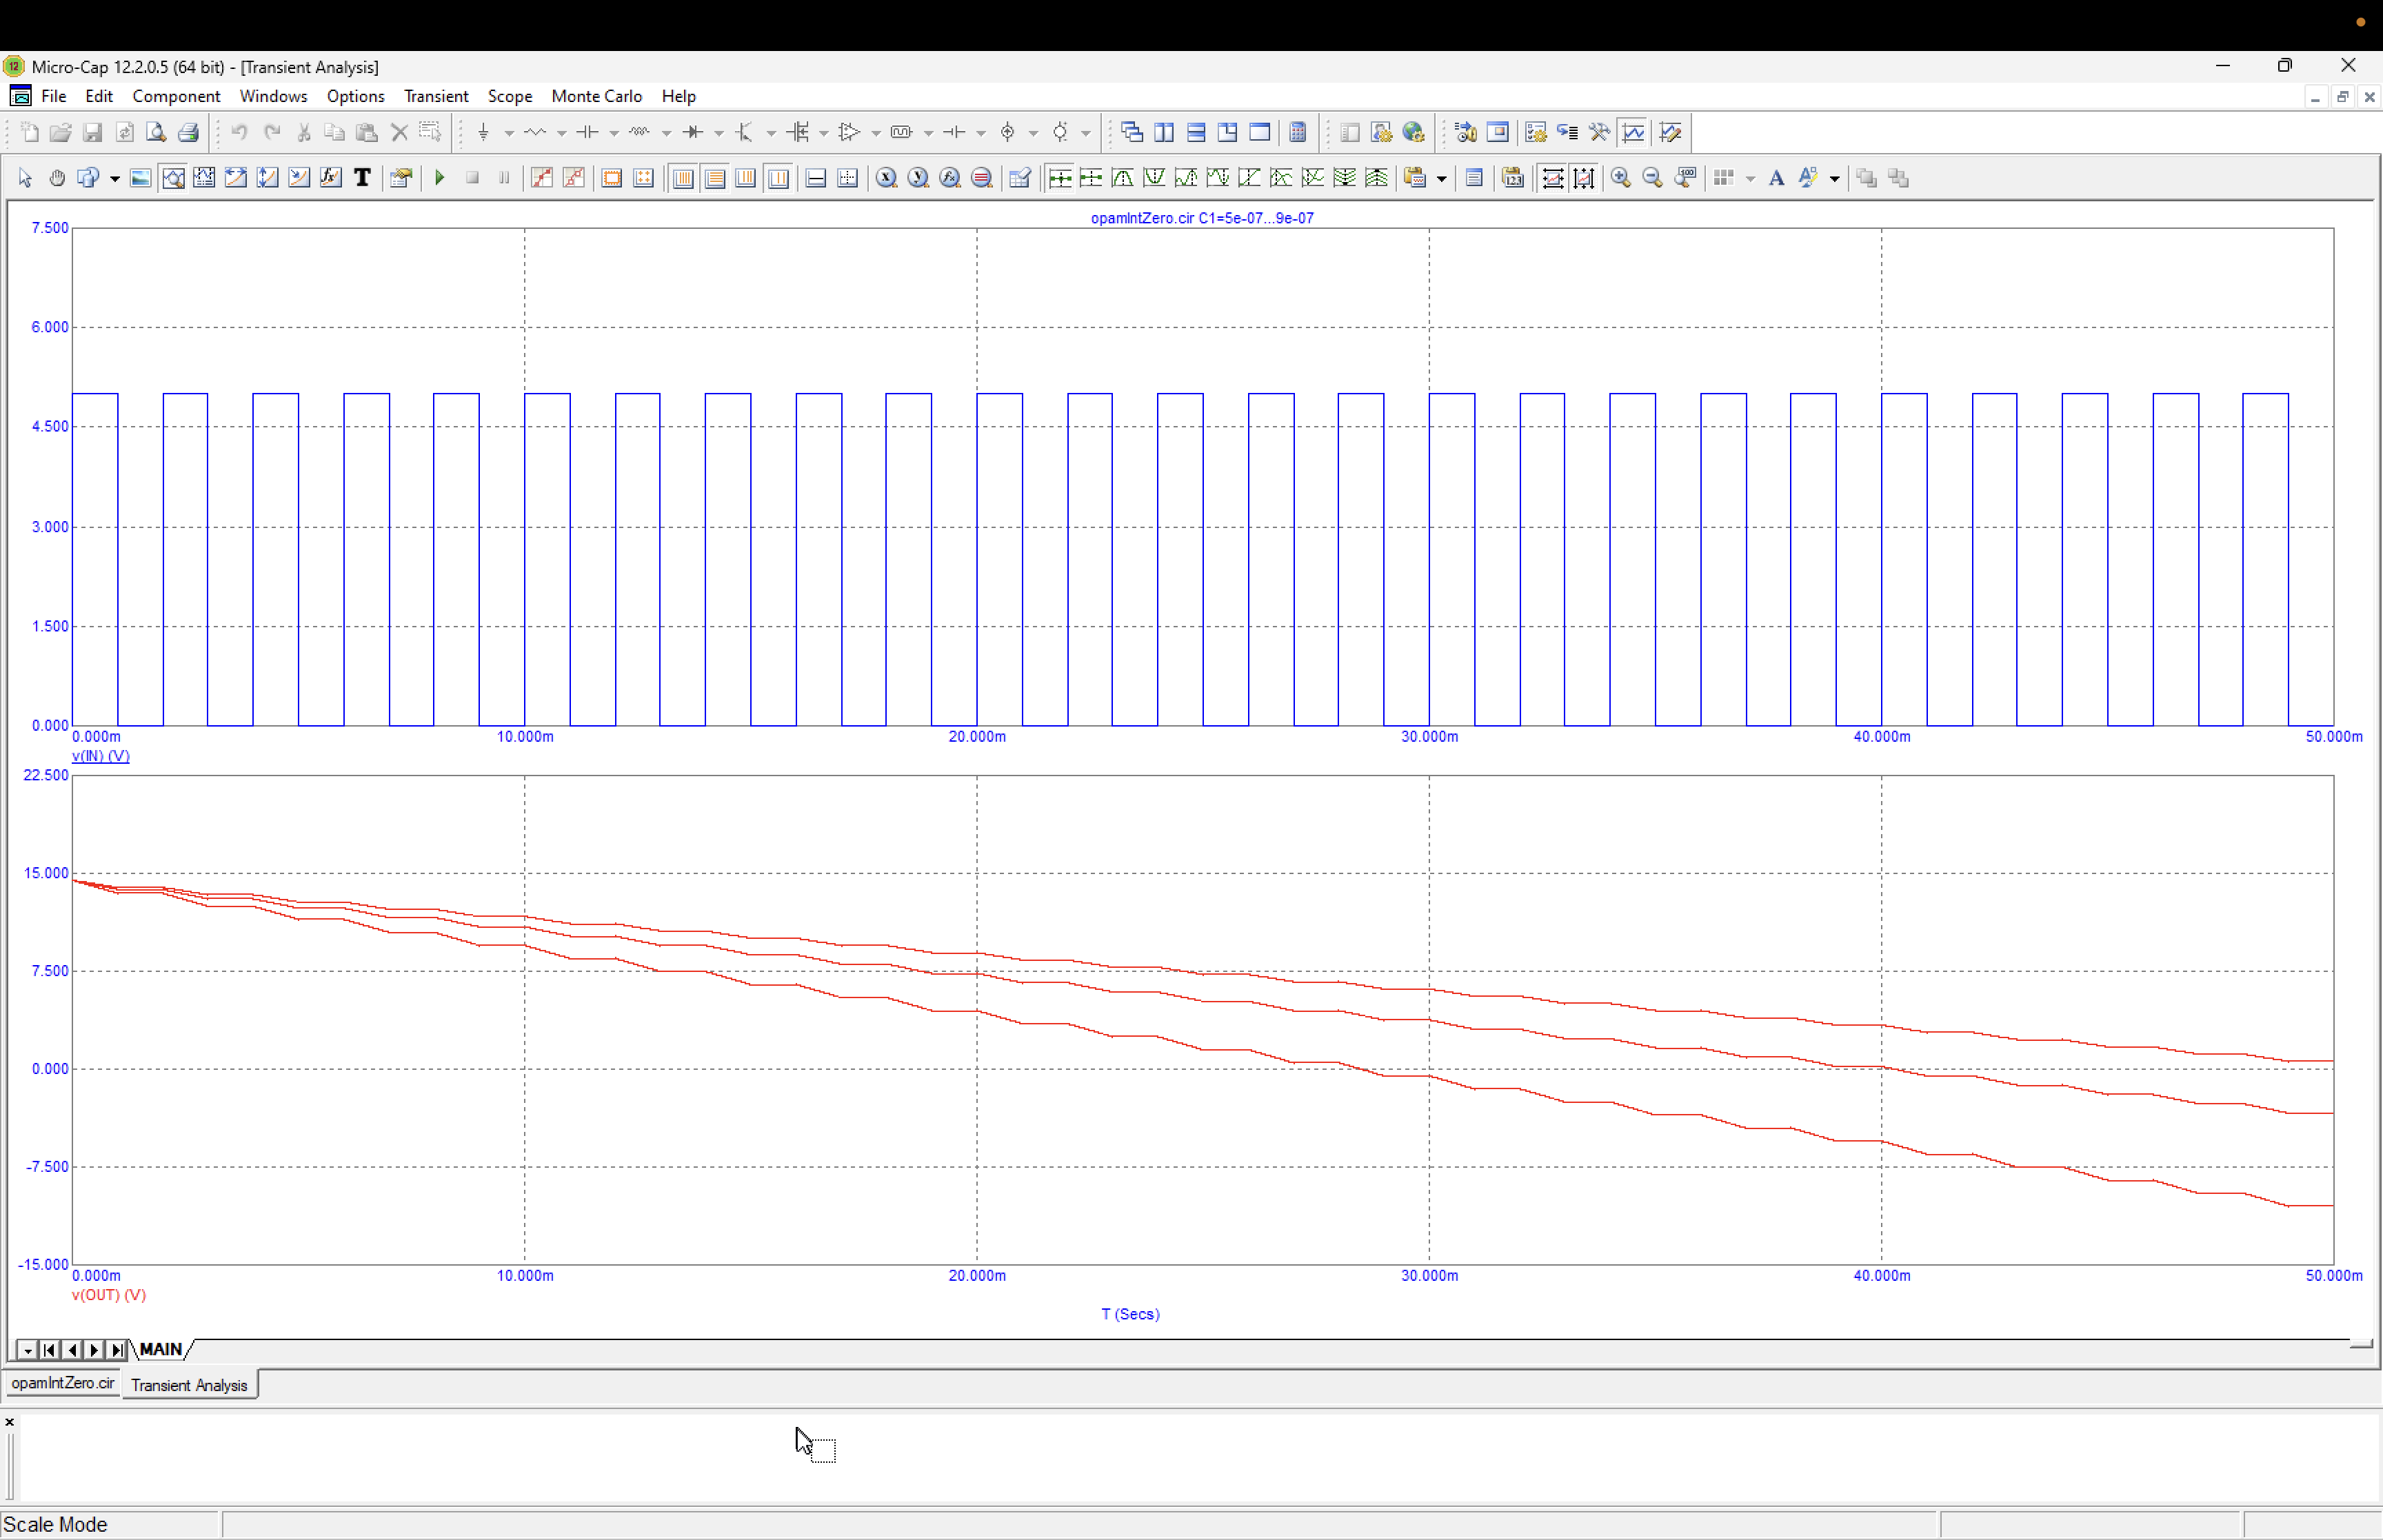 Micro-Cap 12.2.0.5 (64 bit) - [Transient Analysis]
File Edit Component Windows Options Transient Scope Monte Carlo Help
opamIntZero.cir C1=5e-07...9e-07
7.500
6.000
4.500
3.000
1.500
0.000
0.000m 10.000m 20.000m 30.000m 40.000m 50.000m
v(IN) (V)
22.500
15.000
7.500
0.000
-7.500
-15.000
0.000m 10.000m 20.000m 30.000m 40.000m 50.000m
v(OUT) (V)
T (Secs)
MAIN
opamIntZero.cir Transient Analysis
Scale Mode